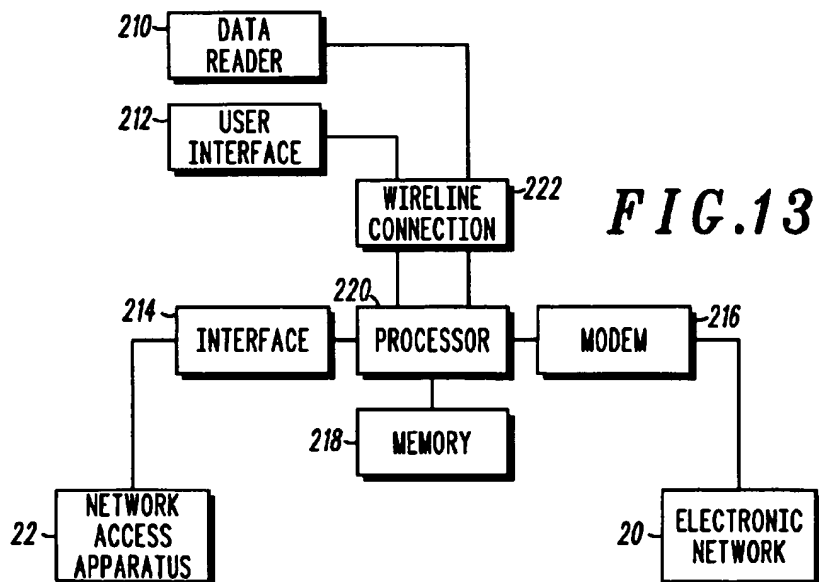 210
DATA
READER
212
USER
INTERFACE
WIRELINE
CONNECTION
222
FIG.13
214
INTERFACE
220
PROCESSOR
MODEM
216
218
MEMORY
22
NETWORK
ACCESS
APPARATUS
20
ELECTRONIC
NETWORK